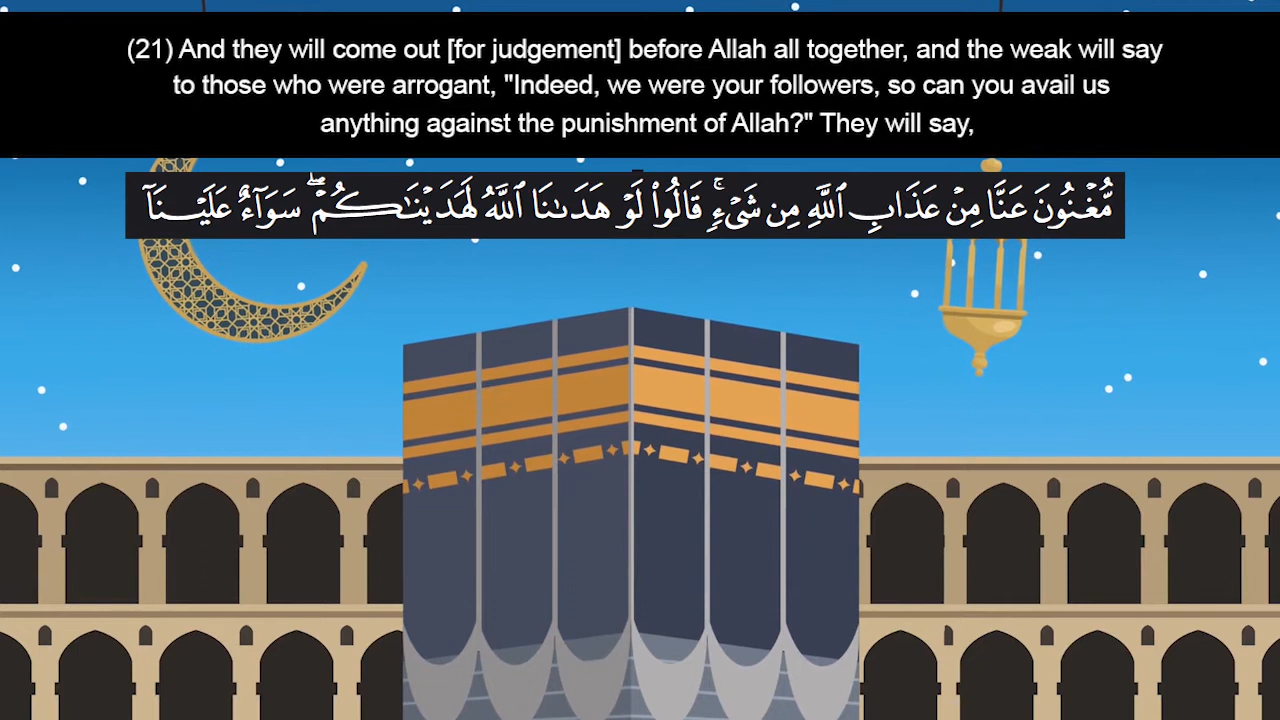 (21) And they will come out [for judgement] before Allah all together, and the weak will say
to those who were arrogant, "Indeed, we were your followers, so can you avail us
anything against the punishment of Allah?" They will say,
مُّغْنُونَ عَنَّا مِنْ عَذَابِ ٱللَّهِ مِن شَىْءٍۚ قَالُوا۟ لَوْ هَدَىٰنَا ٱللَّهُ لَهَدَيْنَٰكُمْۖ سَوَآءٌ عَلَيْنَآ